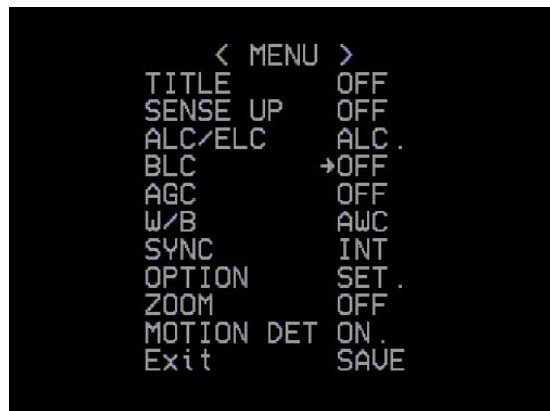 < MENU >
TITLE OFF
SENSE UP OFF
ALC/ELC ALC.
BLC →OFF
AGC OFF
W/B AWC
SYNC INT
OPTION SET.
ZOOM OFF
MOTION DET ON.
Exit SAVE